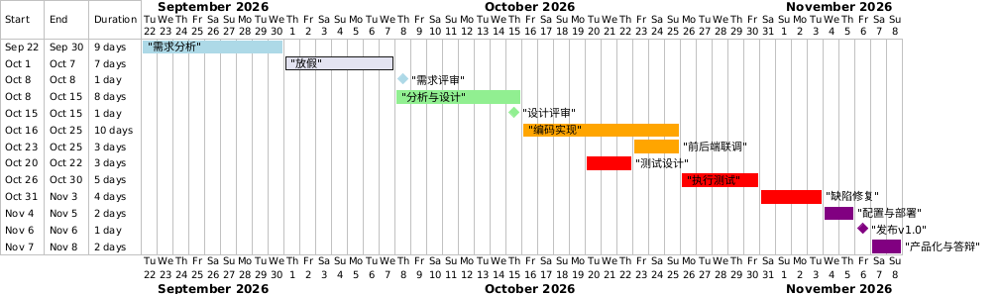 September 2026 October 2026 November 2026
Start End Duration Tu We Th Fr Sa Su Mo Tu We Th Fr Sa Su Mo Tu We Th Fr Sa Su Mo Tu We Th Fr Sa Su Mo Tu We Th Fr Sa Su Mo Tu We Th Fr Sa Su Mo Tu We Th Fr Sa Su
22 23 24 25 26 27 28 29 30 1 2 3 4 5 6 7 8 9 10 11 12 13 14 15 16 17 18 19 20 21 22 23 24 25 26 27 28 29 30 31 1 2 3 4 5 6 7 8
Sep 22 Sep 30 9 days "需求分析"
Oct 1 Oct 7 7 days "放假"
Oct 8 Oct 8 1 day "需求评审"
Oct 8 Oct 15 8 days "分析与设计"
Oct 15 Oct 15 1 day "设计评审"
Oct 16 Oct 25 10 days "编码实现"
Oct 23 Oct 25 3 days "前后端联调"
Oct 20 Oct 22 3 days "测试设计"
Oct 26 Oct 30 5 days "执行测试"
Oct 31 Nov 3 4 days "缺陷修复"
Nov 4 Nov 5 2 days "配置与部署"
Nov 6 Nov 6 1 day "发布v1.0"
Nov 7 Nov 8 2 days "产品化与答辩"
Tu We Th Fr Sa Su Mo Tu We Th Fr Sa Su Mo Tu We Th Fr Sa Su Mo Tu We Th Fr Sa Su Mo Tu We Th Fr Sa Su Mo Tu We Th Fr Sa Su Mo Tu We Th Fr Sa Su
22 23 24 25 26 27 28 29 30 1 2 3 4 5 6 7 8 9 10 11 12 13 14 15 16 17 18 19 20 21 22 23 24 25 26 27 28 29 30 31 1 2 3 4 5 6 7 8
September 2026 October 2026 November 2026